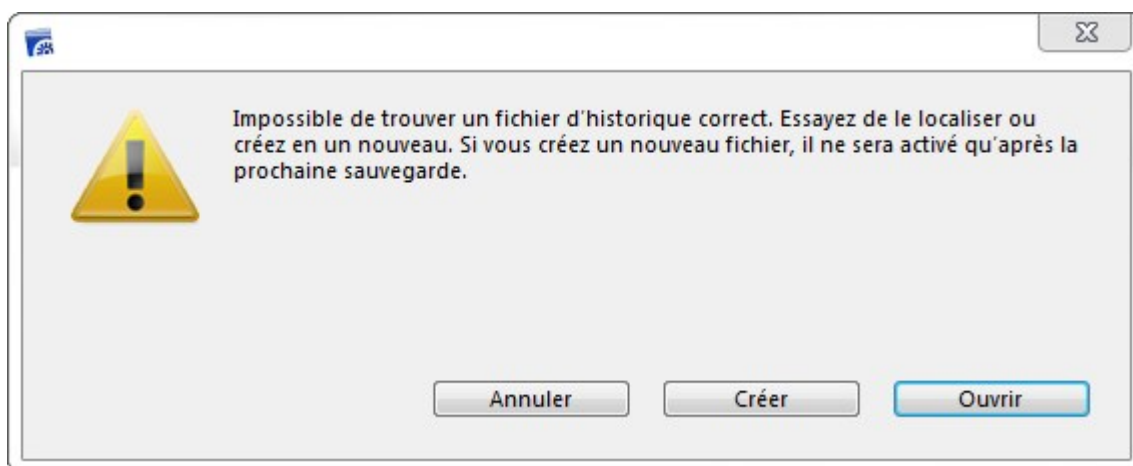 Impossible de trouver un fichier d'historique correct. Essayez de le localiser ou
créez en un nouveau. Si vous créez un nouveau fichier, il ne sera activé qu'après la
prochaine sauvegarde.
Annuler
Créer
Ouvrir